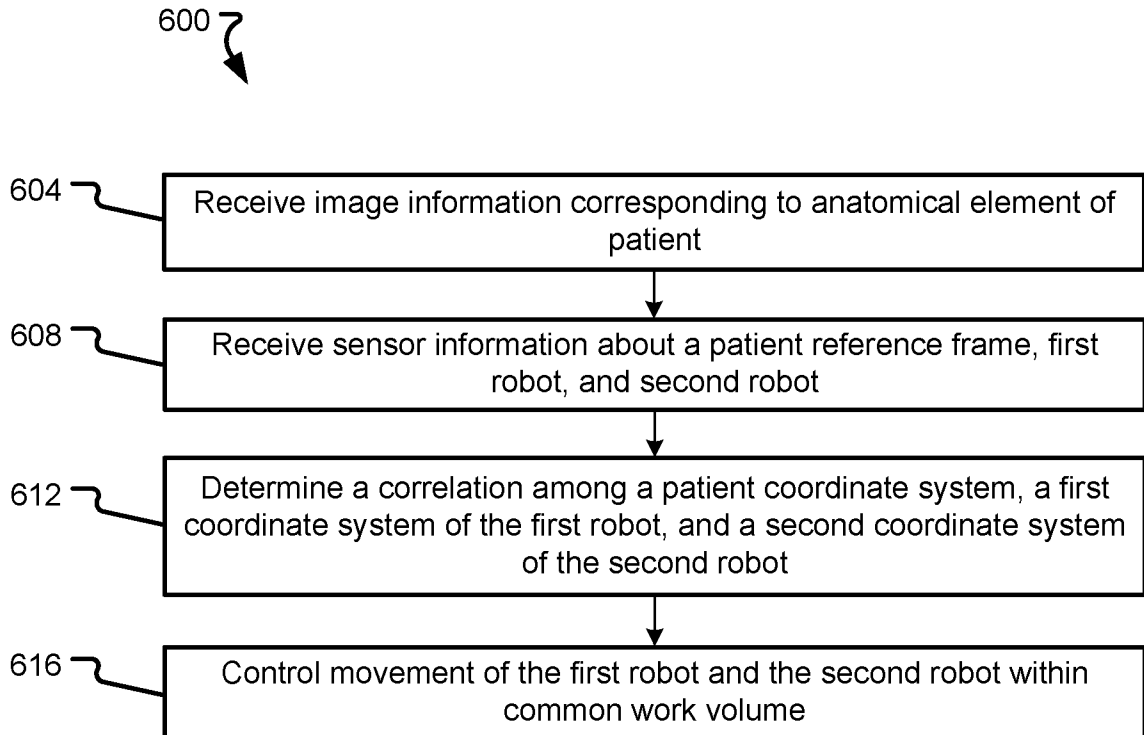 600
604
Receive image information corresponding to anatomical element of
patient
608
Receive sensor information about a patient reference frame, first
robot, and second robot
612
Determine a correlation among a patient coordinate system, a first
coordinate system of the first robot, and a second coordinate system
of the second robot
616
Control movement of the first robot and the second robot within
common work volume